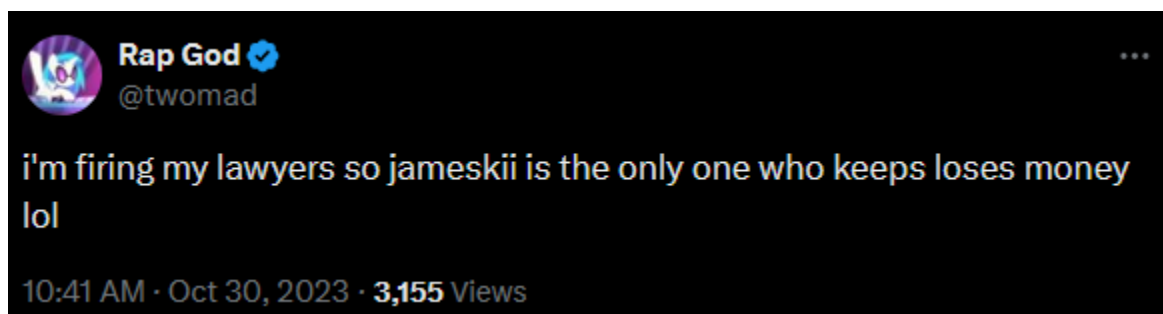 Rap God
@twomad
i'm firing my lawyers so jameskii is the only one who keeps loses money
lol
10:41 AM · Oct 30, 2023 · 3,155 Views